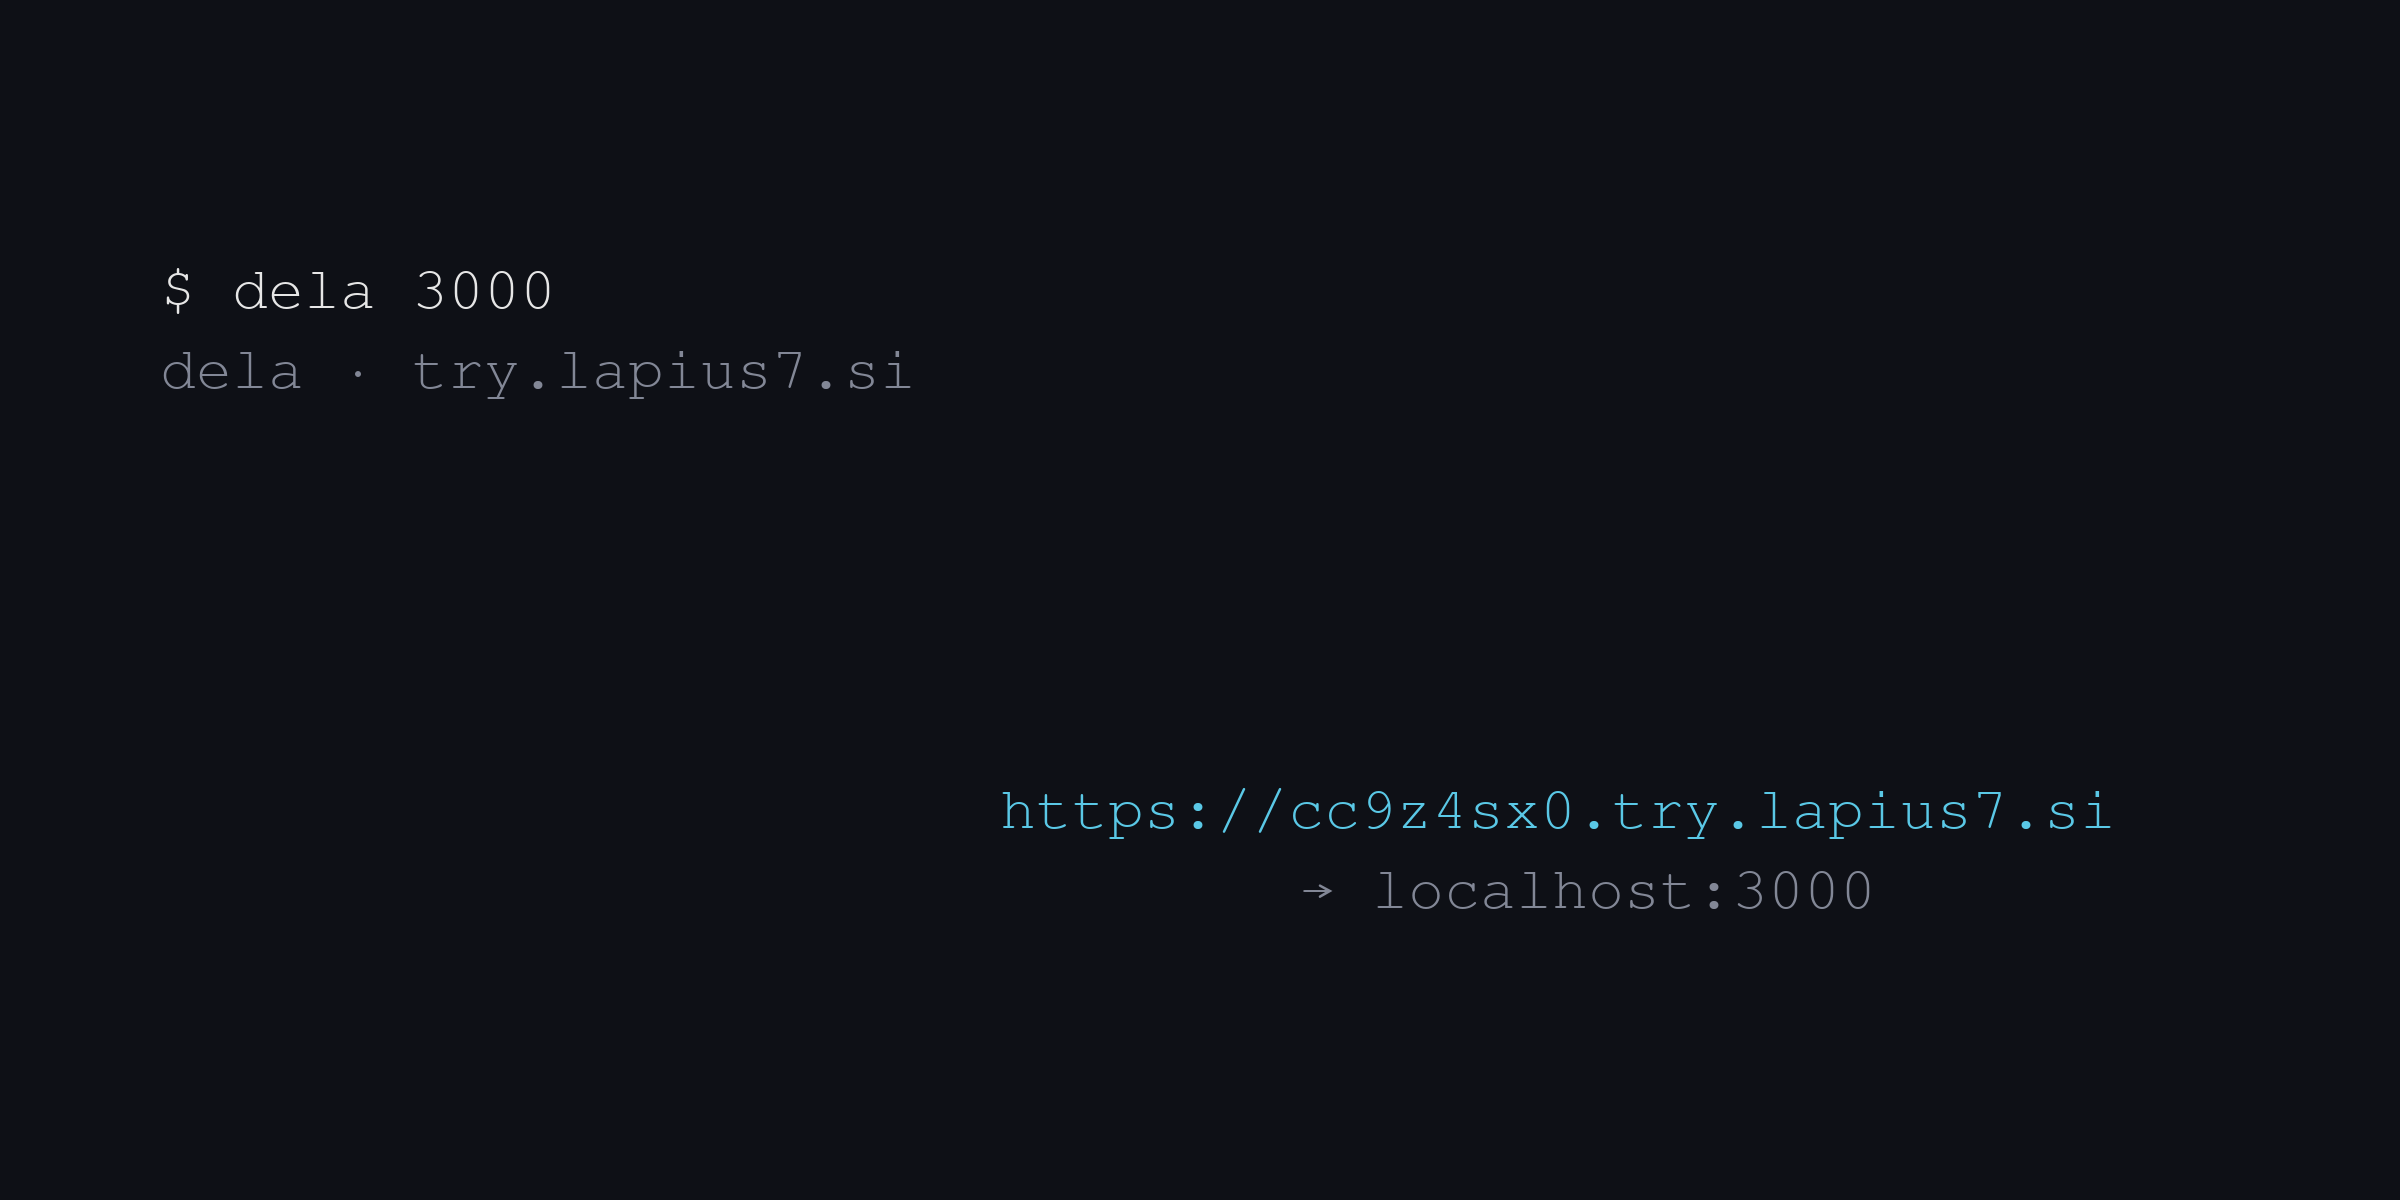 $ dela 3000
dela · try.lapius7.si
https://cc9z4sx0.try.lapius7.si
→ localhost:3000